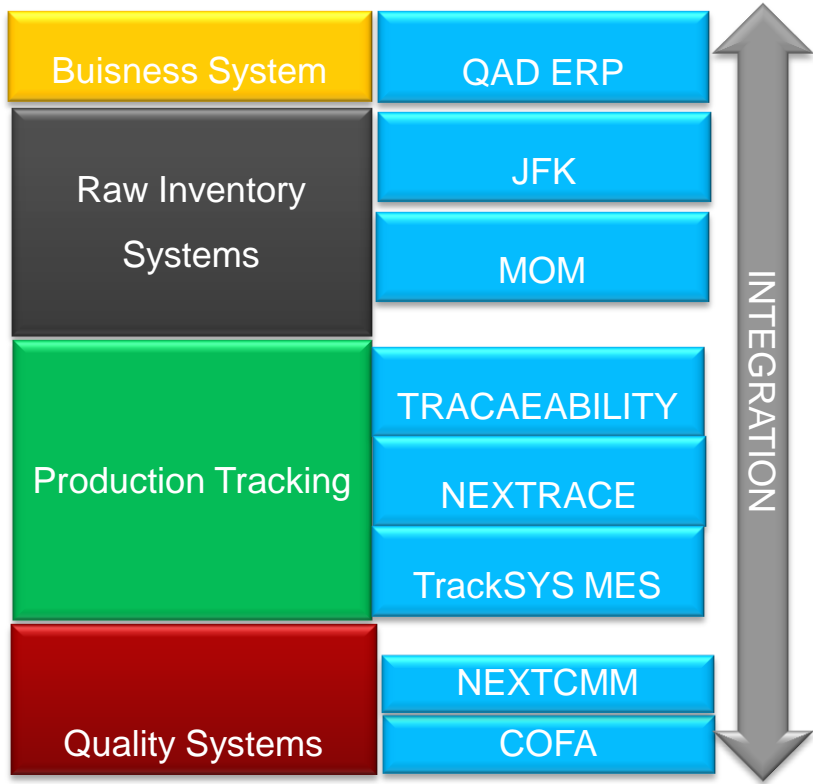 Buisness System
QAD ERP
Raw Inventory
Systems
JFK
MOM
Production Tracking
TRACAEABILITY
NEXTRACE
TrackSYS MES
Quality Systems
NEXTCMM
COFA
INTEGRATION